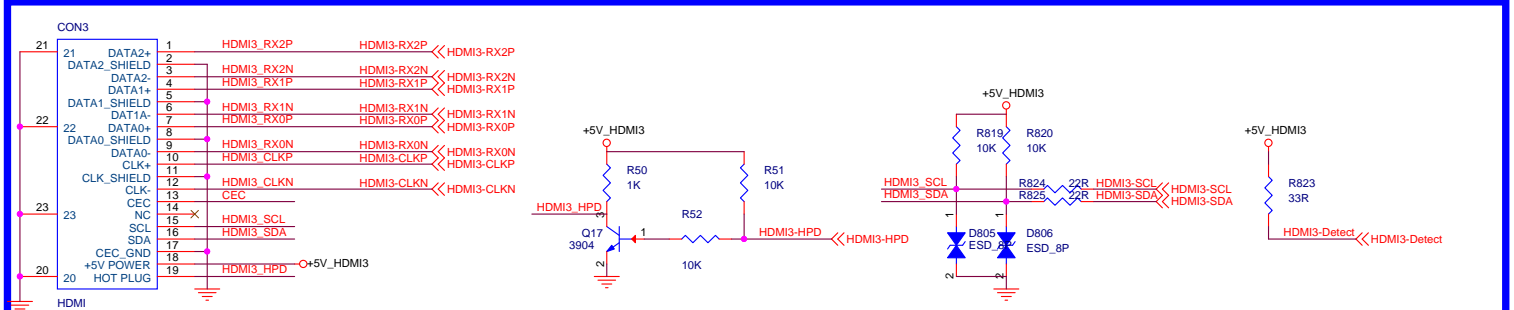 CON3
21 21 DATA2+ 1 HDMI3_RX2P HDMI3-RX2P HDMI3-RX2P
DATA2_SHIELD 2
DATA2- 3 HDMI3_RX2N HDMI3-RX2N HDMI3-RX2N
DATA1+ 4 HDMI3_RX1P HDMI3-RX1P HDMI3-RX1P
DATA1_SHIELD 5
DAT1A- 6 HDMI3_RX1N HDMI3-RX1N HDMI3-RX1N
22 22 DATA0+ 7 HDMI3_RX0P HDMI3-RX0P HDMI3-RX0P
DATA0_SHIELD 8
DATA0- 9 HDMI3_RX0N HDMI3-RX0N HDMI3-RX0N
CLK+ 10 HDMI3_CLKP HDMI3-CLKP HDMI3-CLKP
CLK_SHIELD 11
CLK- 12 HDMI3_CLKN HDMI3-CLKN HDMI3-CLKN
CEC 13 CEC
23 23 NC 14
SCL 15 HDMI3_SCL
SDA 16 HDMI3_SDA
CEC_GND 17
+5V POWER 18 +5V_HDMI3
20 20 HOT PLUG 19 HDMI3_HPD
HDMI
+5V_HDMI3
R50
1K
R51
10K
HDMI3_HPD
3
R52
Q17
3904
1
HDMI3-HPD HDMI3-HPD
2
10K
+5V_HDMI3
R819
10K
R820
10K
HDMI3_SCL R824 22R HDMI3-SCL HDMI3-SCL
HDMI3_SDA R825 22R HDMI3-SDA HDMI3-SDA
1 1
D805
ESD_8P
D806
ESD_8P
2 2
+5V_HDMI3
R823
33R
HDMI3-Detect HDMI3-Detect